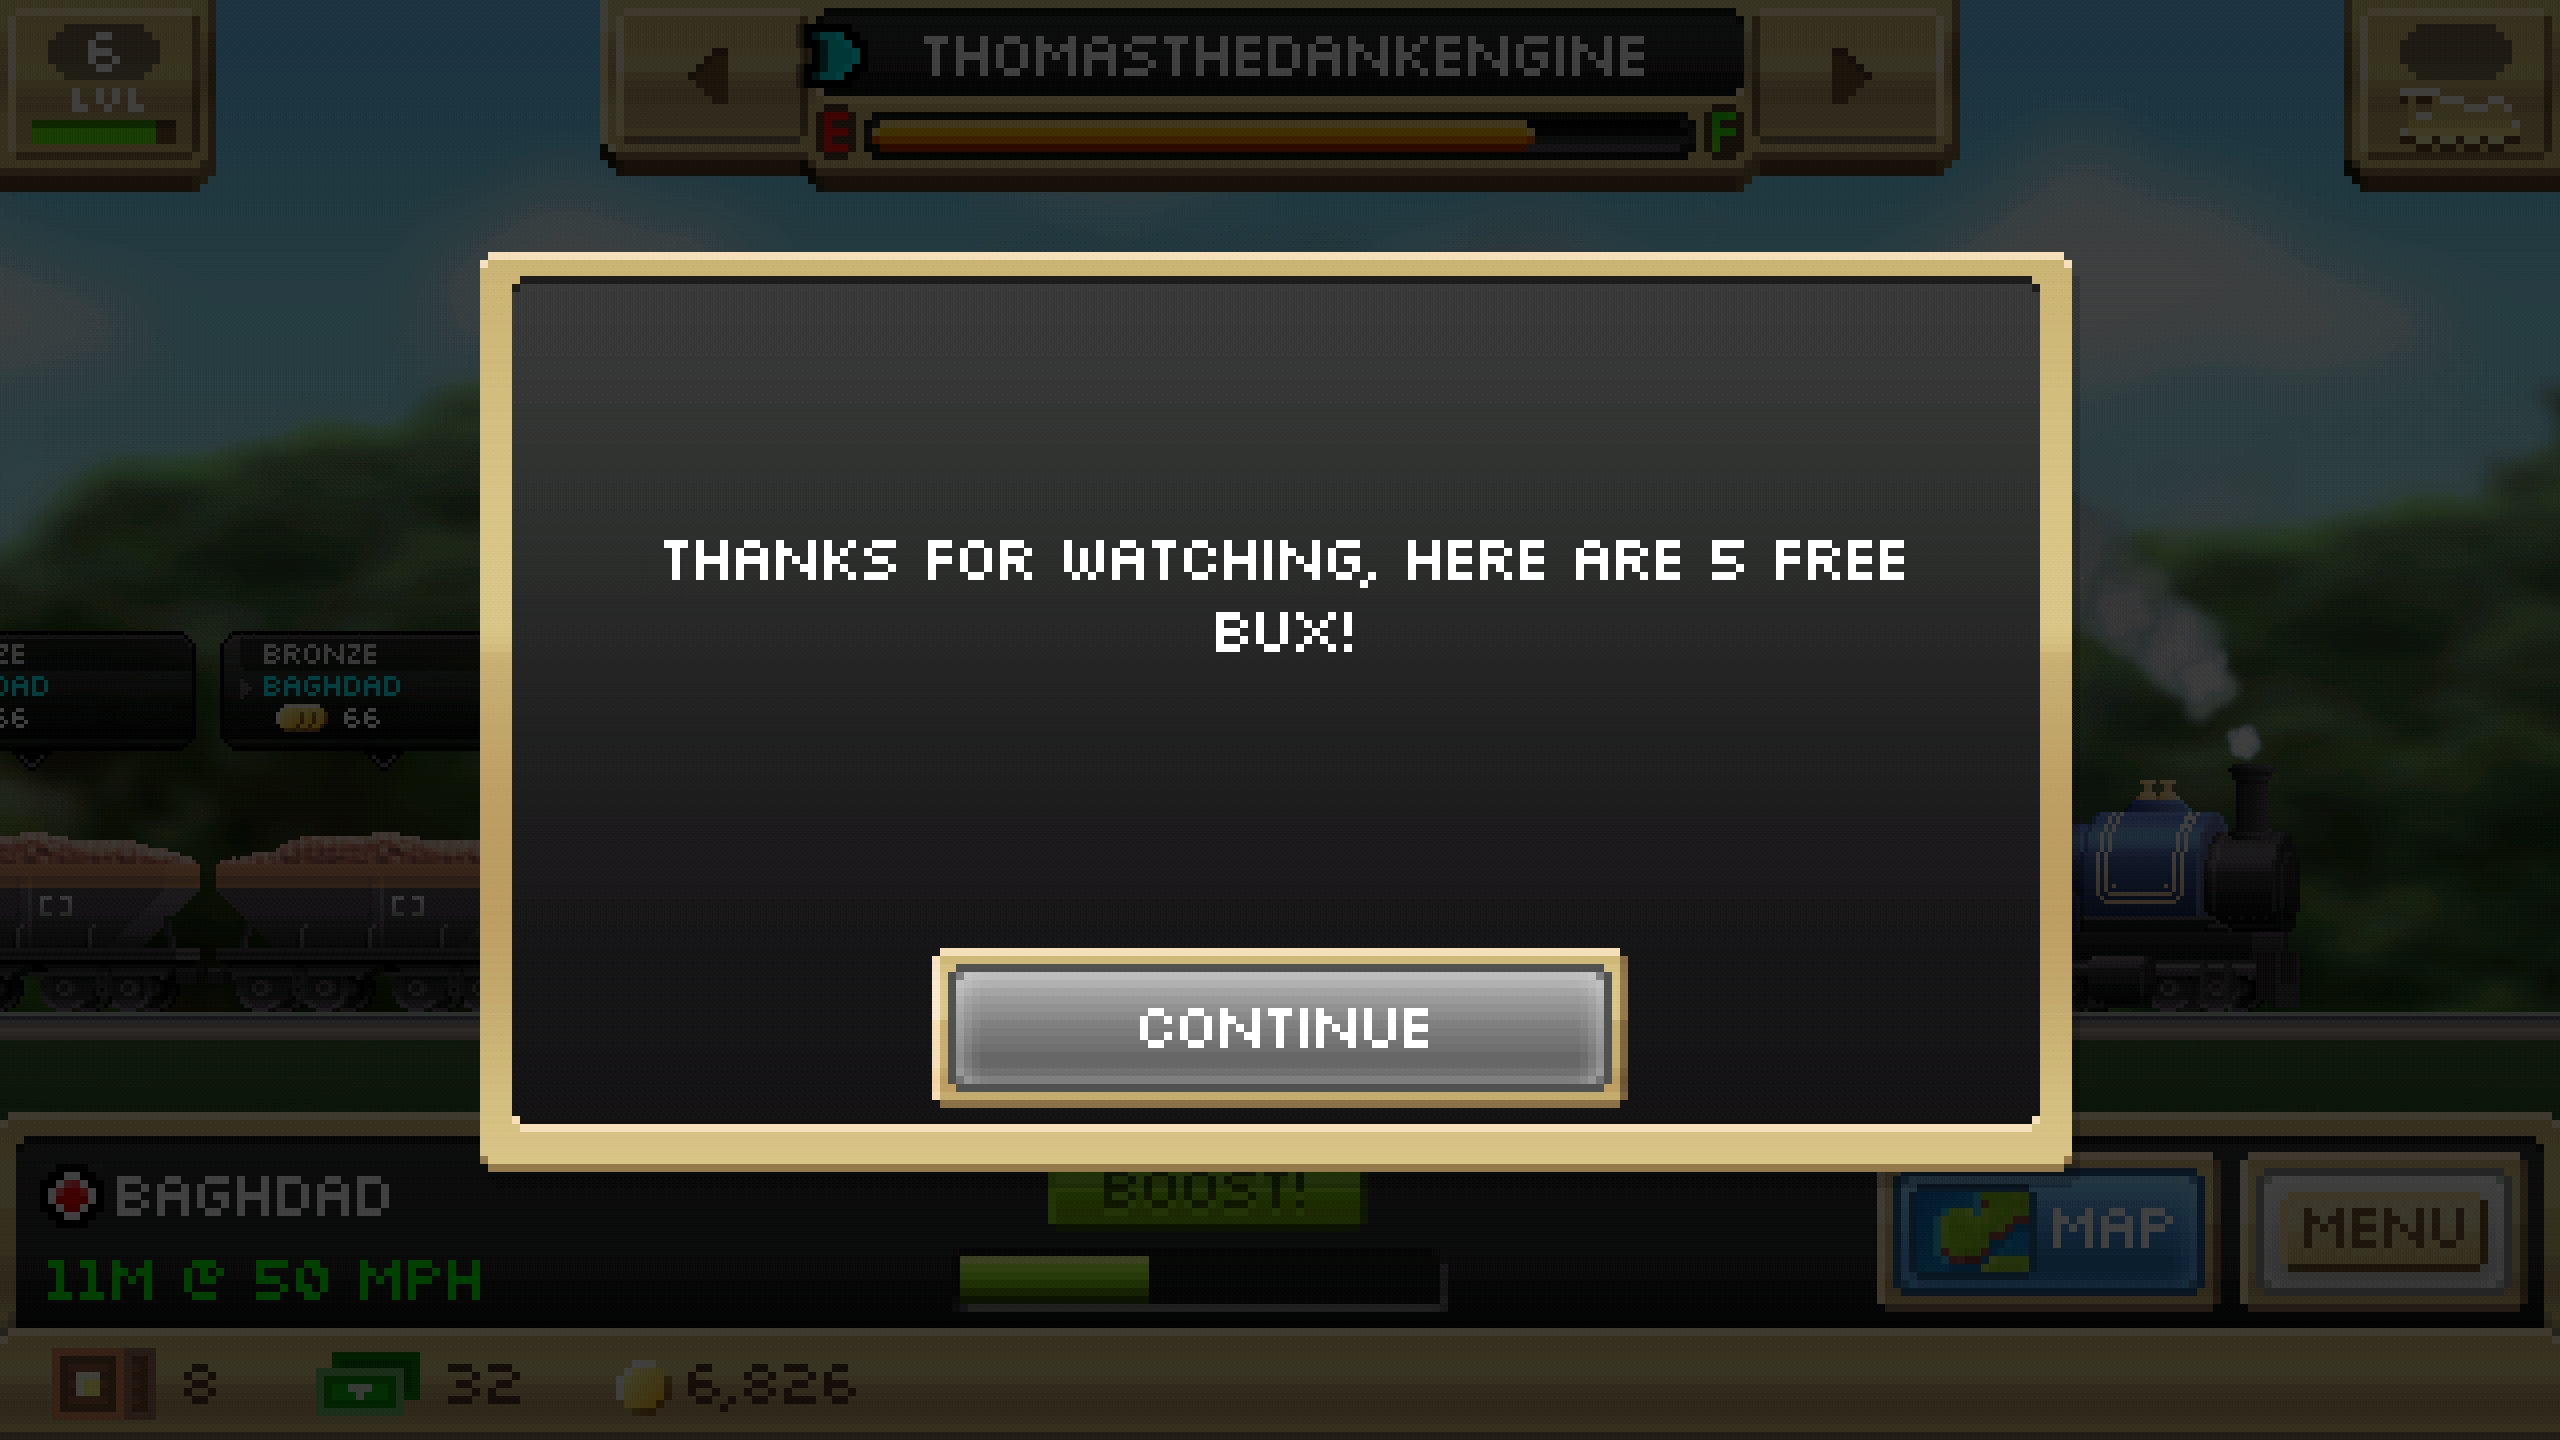 6
LVL
THOMASTHEDANKENGINE
E
F
THANKS FOR WATCHING, HERE ARE 5 FREE
BUX!
BRONZE
BAGHDAD
66
66
CONTINUE
BAGHDAD
11M @ 50 MPH
BOOST!
MAP
MENU
8
32
6,826